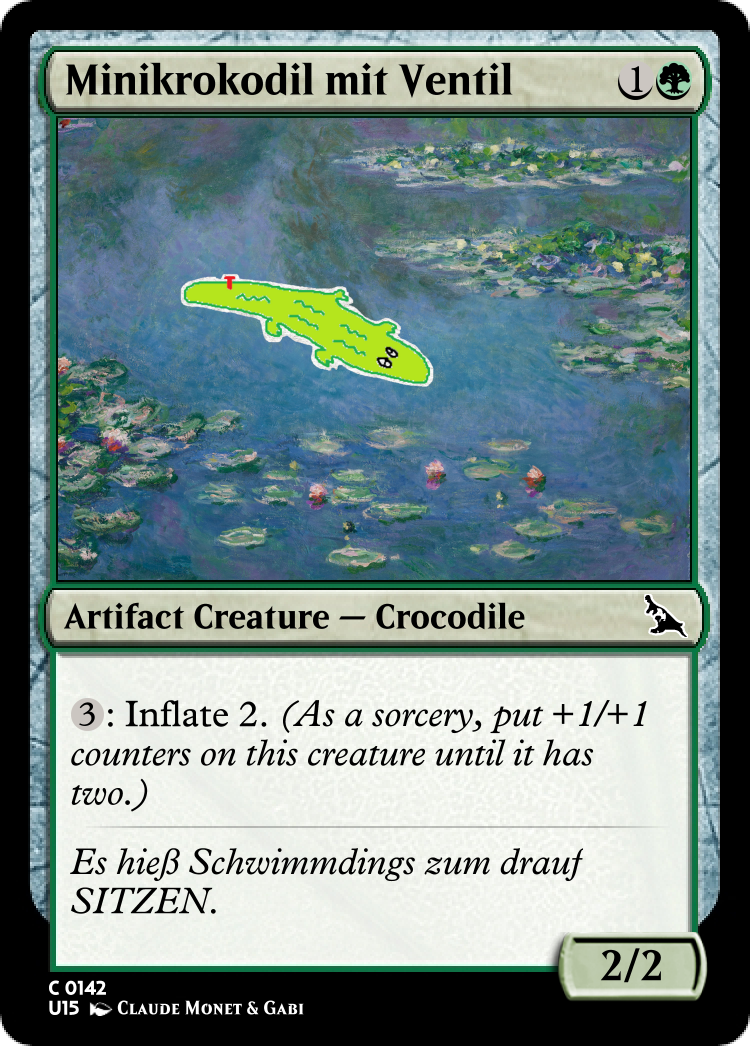 Minikrokodil mit Ventil 1
Artifact Creature — Crocodile
3: Inflate 2. (As a sorcery, put +1/+1
counters on this creature until it has
two.)
Es hieß Schwimmdings zum drauf
SITZEN.
2/2
C 0142
U15 Claude Monet & Gabi